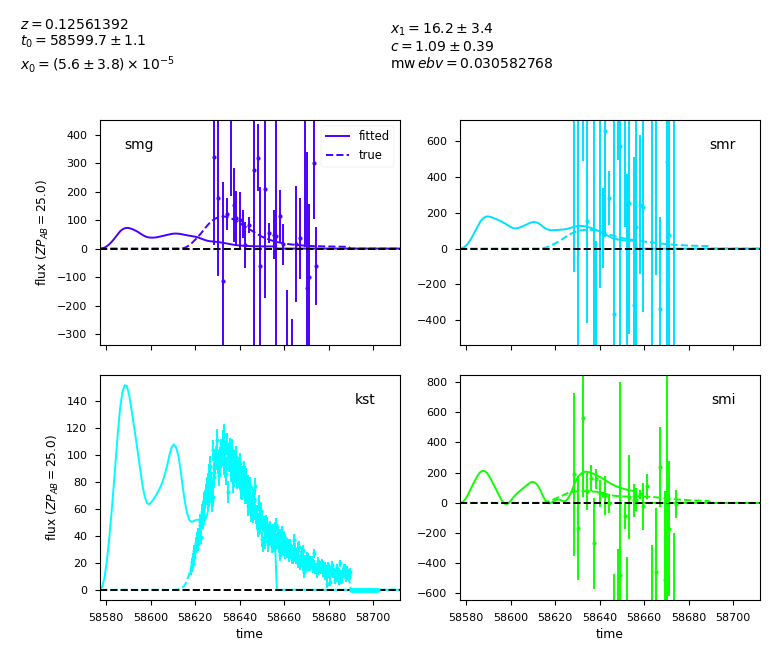 z = 0.12561392
t₀ = 58599.7 ± 1.1
x₀ = (5.6 ± 3.8) × 10⁻⁵
x₁ = 16.2 ± 3.4
c = 1.09 ± 0.39
mw ebv = 0.030582768
smg
fitted
true
400
300
200
100
0
−100
−200
−300
flux (ZP_AB = 25.0)
smr
600
400
200
0
−200
−400
kst
140
120
100
80
60
40
20
0
flux (ZP_AB = 25.0)
58580 58600 58620 58640 58660 58680 58700
time
smi
800
600
400
200
0
−200
−400
−600
58580 58600 58620 58640 58660 58680 58700
time